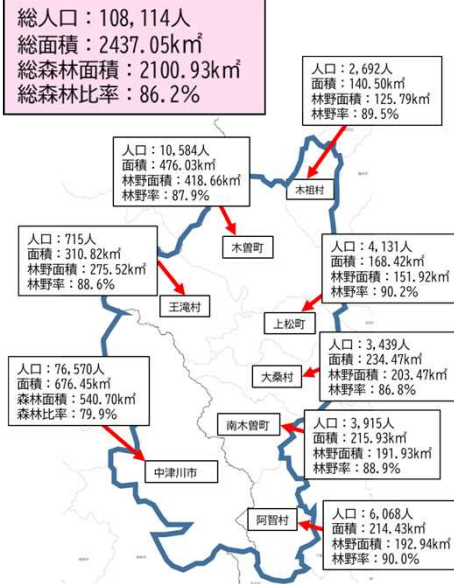 総人口：108,114人
総面積：2437.05k㎡
総森林面積：2100.93k㎡
総森林比率：86.2%
人口：2,692人
面積：140.50k㎡
林野面積：125.79k㎡
林野率：89.5%
木祖村
人口：10,584人
面積：476.03k㎡
林野面積：418.66k㎡
林野率：87.9%
木曽町
人口：715人
面積：310.82k㎡
林野面積：275.52k㎡
林野率：88.6%
王滝村
人口：4,131人
面積：168.42k㎡
林野面積：151.92k㎡
林野率：90.2%
上松町
人口：3,439人
面積：234.47k㎡
林野面積：203.47k㎡
林野率：86.8%
大桑村
人口：76,570人
面積：676.45k㎡
森林面積：540.70k㎡
森林比率：79.9%
中津川市
南木曽町
人口：3,915人
面積：215.93k㎡
林野面積：191.93k㎡
林野率：88.9%
阿智村
人口：6,068人
面積：214.43k㎡
林野面積：192.94k㎡
林野率：90.0%